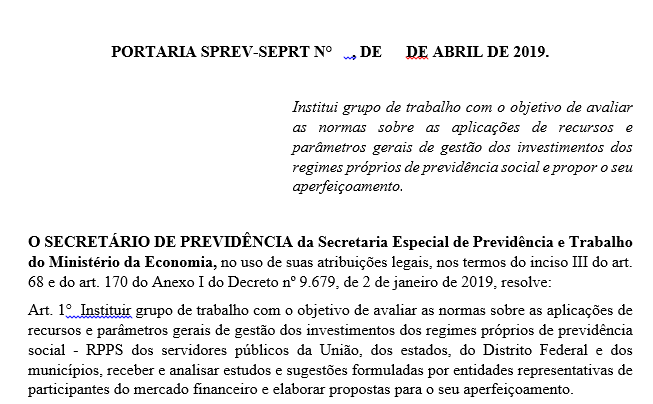 PORTARIA SPREV-SEPRT N° , DE DE ABRIL DE 2019.
Institui grupo de trabalho com o objetivo de avaliar
as normas sobre as aplicações de recursos e
parâmetros gerais de gestão dos investimentos dos
regimes próprios de previdência social e propor o seu
aperfeiçoamento.
O SECRETÁRIO DE PREVIDÊNCIA da Secretaria Especial de Previdência e Trabalho
do Ministério da Economia, no uso de suas atribuições legais, nos termos do inciso III do art.
68 e do art. 170 do Anexo I do Decreto nº 9.679, de 2 de janeiro de 2019, resolve:
Art. 1° Instituir grupo de trabalho com o objetivo de avaliar as normas sobre as aplicações de
recursos e parâmetros gerais de gestão dos investimentos dos regimes próprios de previdência
social - RPPS dos servidores públicos da União, dos estados, do Distrito Federal e dos
municípios, receber e analisar estudos e sugestões formuladas por entidades representativas de
participantes do mercado financeiro e elaborar propostas para o seu aperfeiçoamento.